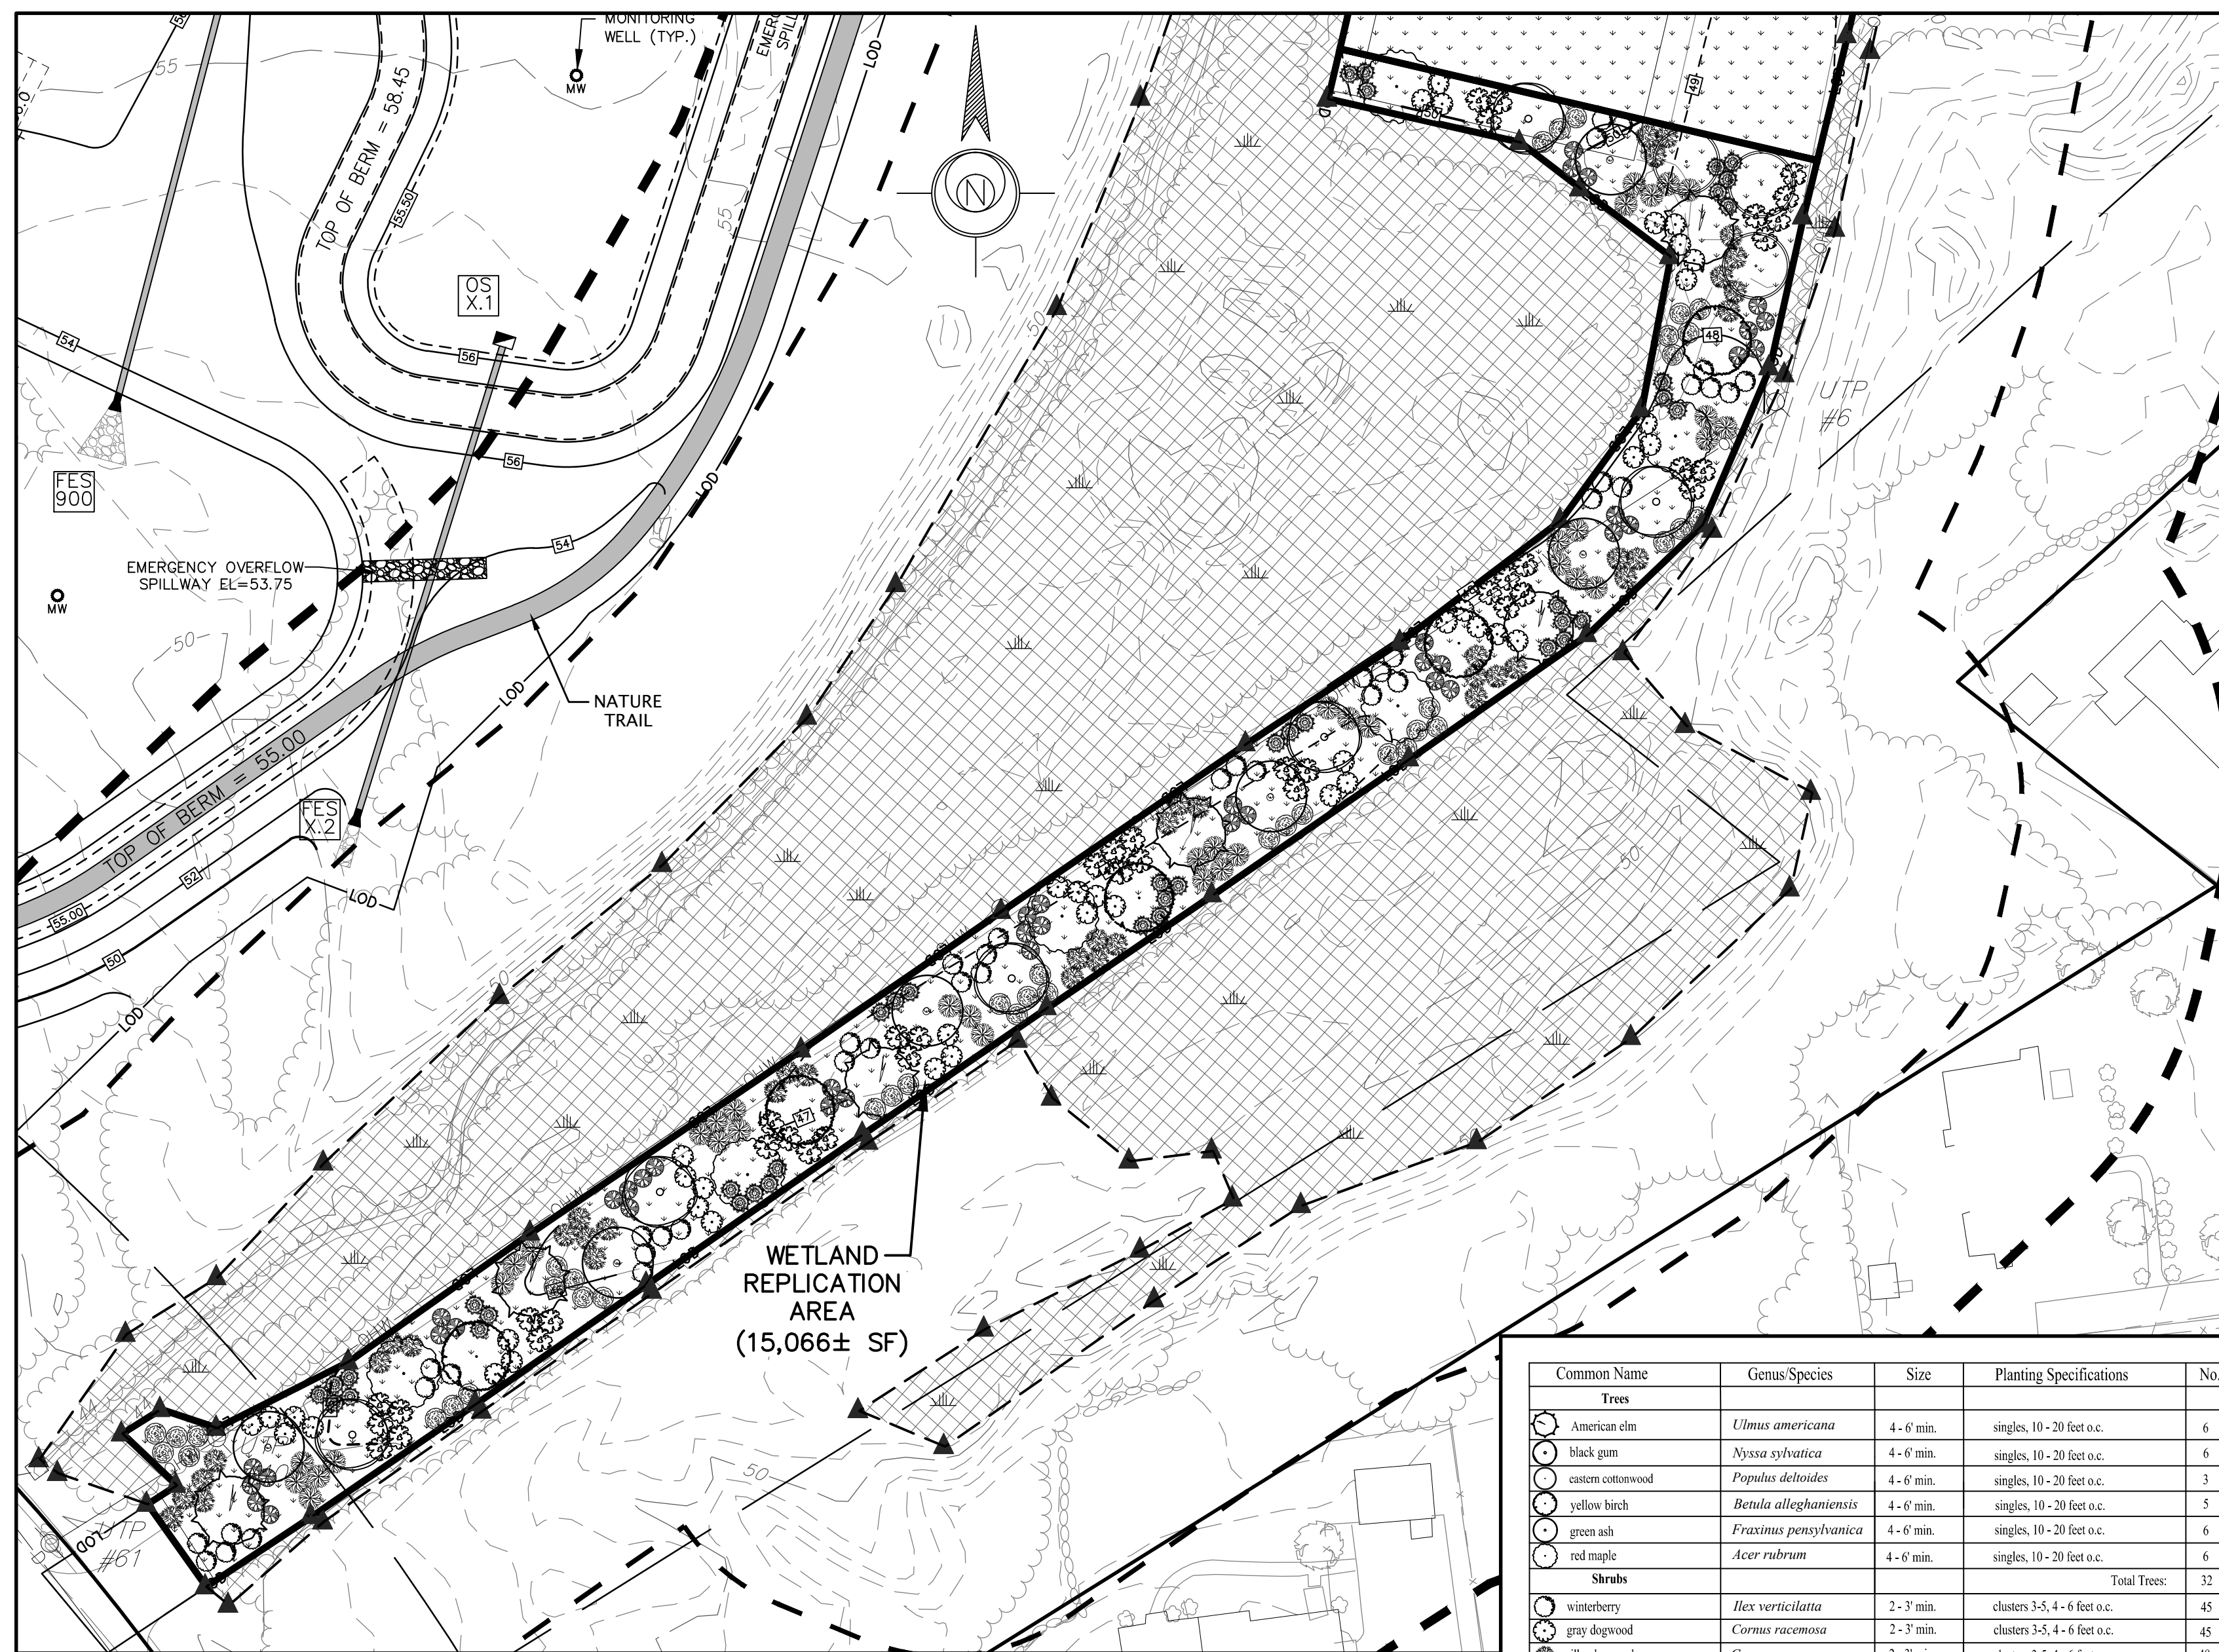 MONITORING
WELL (TYP.)
MW
EMERG
SPILL
LOD
55
TOP OF BERM = 58.45
55.50
55
N
49
50
OS
X.1
54
56
56
50
48
UTP
#6
FES
900
LOD
54
EMERGENCY OVERFLOW
SPILLWAY EL=53.75
MW
50
LOD
NATURE
TRAIL
TOP OF BERM = 55.00
FES
X.2
52
LOD
55.00
50
50
50
LOD
47
WETLAND
REPLICATION
AREA
(15,066± SF)
50
UTP
#61
LOD
Common Name Genus/Species Size Planting Specifications No.
Trees
American elm Ulmus americana 4 - 6' min. singles, 10 - 20 feet o.c. 6
black gum Nyssa sylvatica 4 - 6' min. singles, 10 - 20 feet o.c. 6
eastern cottonwood Populus deltoides 4 - 6' min. singles, 10 - 20 feet o.c. 3
yellow birch Betula alleghaniensis 4 - 6' min. singles, 10 - 20 feet o.c. 5
green ash Fraxinus pensylvanica 4 - 6' min. singles, 10 - 20 feet o.c. 6
red maple Acer rubrum 4 - 6' min. singles, 10 - 20 feet o.c. 6
Shrubs Total Trees: 32
winterberry Ilex verticilatta 2 - 3' min. clusters 3-5, 4 - 6 feet o.c. 45
gray dogwood Cornus racemosa 2 - 3' min. clusters 3-5, 4 - 6 feet o.c. 45